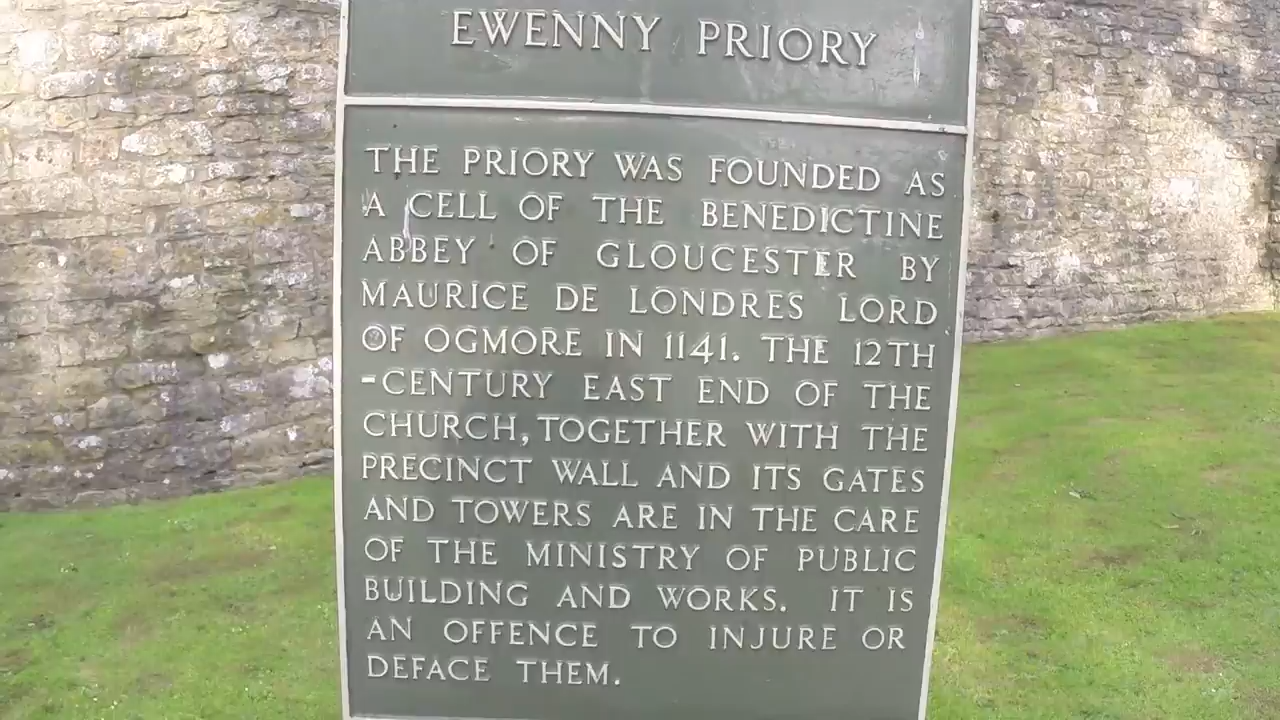 EWENNY PRIORY
THE PRIORY WAS FOUNDED AS
A CELL OF THE BENEDICTINE
ABBEY OF GLOUCESTER BY
MAURICE DE LONDRES LORD
OF OGMORE IN 1141. THE 12TH
-CENTURY EAST END OF THE
CHURCH, TOGETHER WITH THE
PRECINCT WALL AND ITS GATES
AND TOWERS ARE IN THE CARE
OF THE MINISTRY OF PUBLIC
BUILDING AND WORKS. IT IS
AN OFFENCE TO INJURE OR
DEFACE THEM.